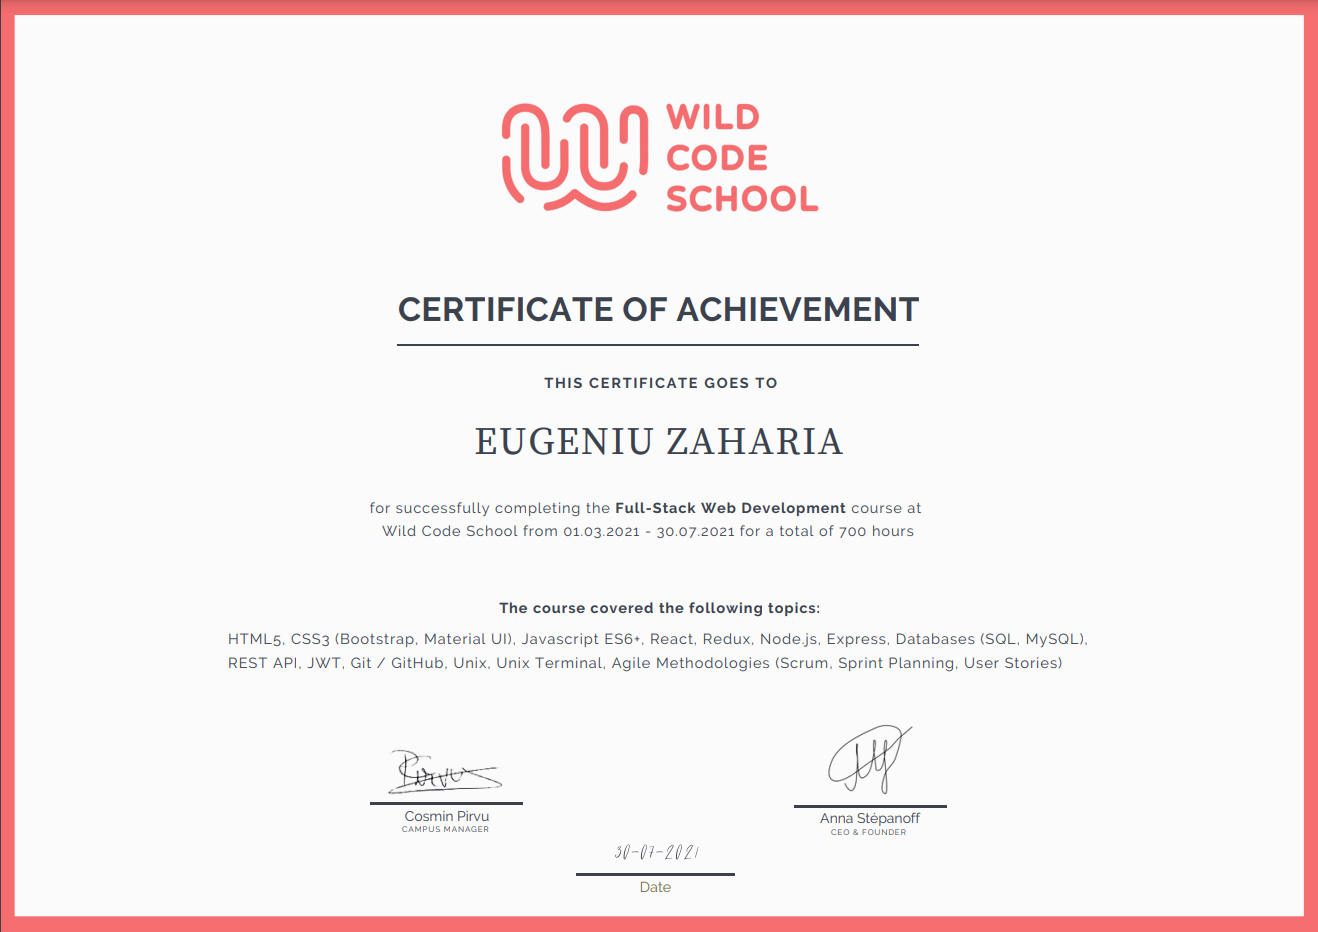 WILD
CODE
SCHOOL
CERTIFICATE OF ACHIEVEMENT
THIS CERTIFICATE GOES TO
EUGENIU ZAHARIA
for successfully completing the Full-Stack Web Development course at
Wild Code School from 01.03.2021 - 30.07.2021 for a total of 700 hours
The course covered the following topics:
HTML5, CSS3 (Bootstrap, Material UI), Javascript ES6+, React, Redux, Node.js, Express, Databases (SQL, MySQL),
REST API, JWT, Git / GitHub, Unix, Unix Terminal, Agile Methodologies (Scrum, Sprint Planning, User Stories)
Cosmin Pirvu
CAMPUS MANAGER
Anna Stépanoff
CEO & FOUNDER
30-07-2021
Date